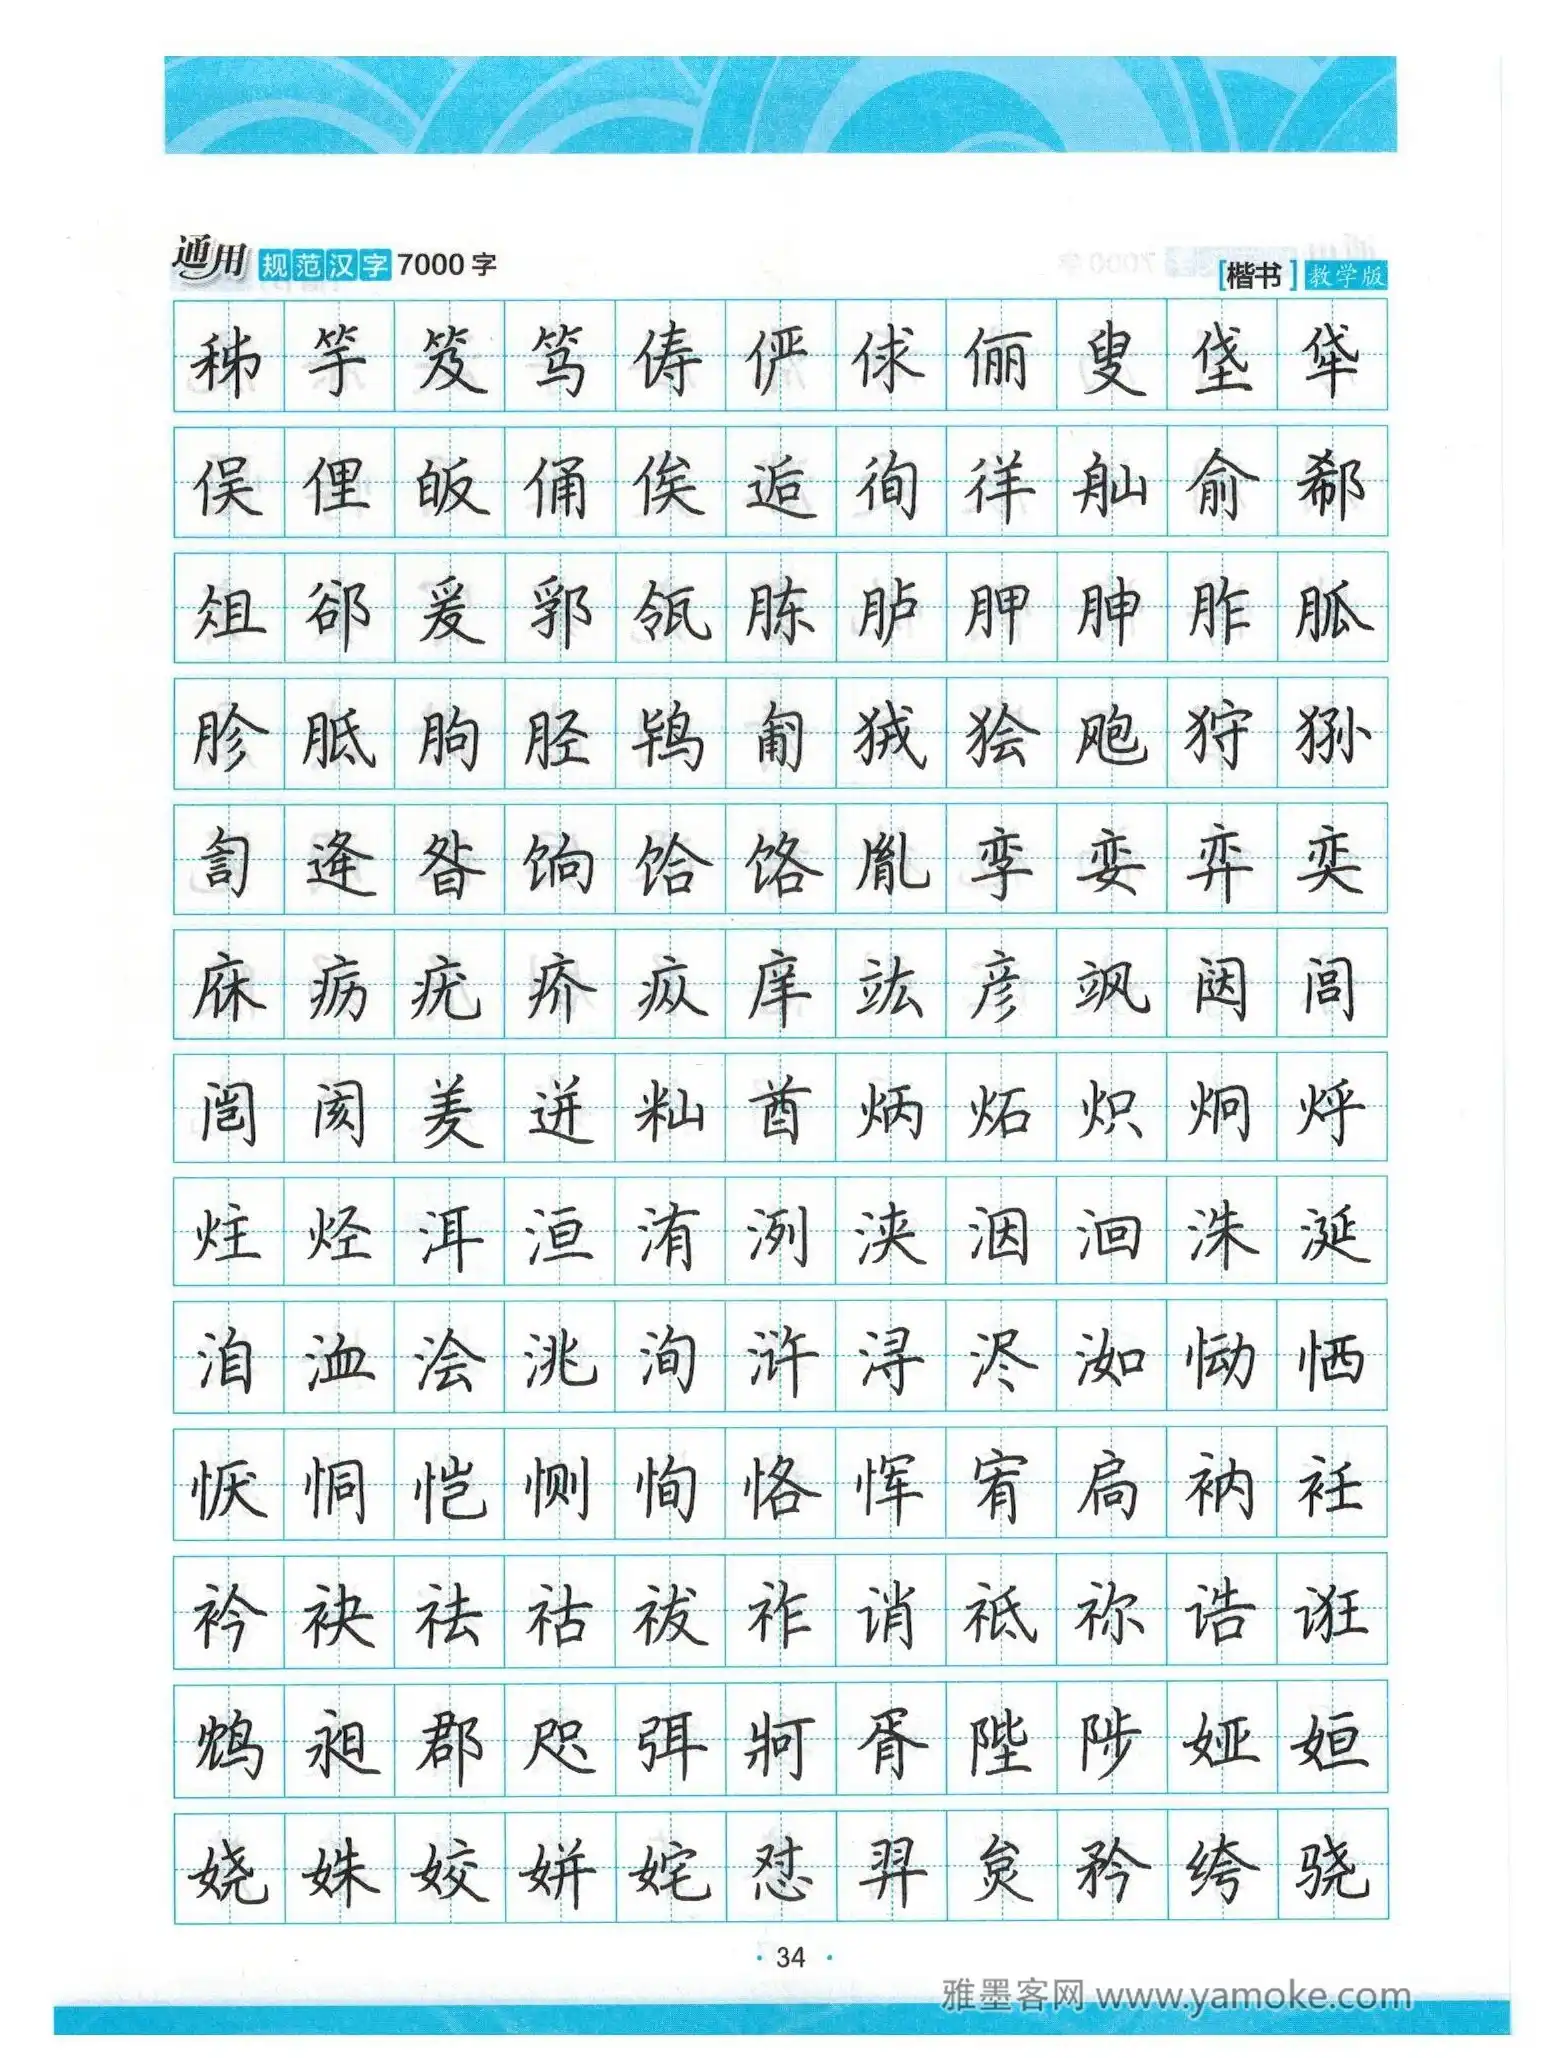 通用规范汉字7000字 [楷书] 教学版
秭竽笈笃俦俨俅俪叟垡牮
俣俚皈俑俟逅徇徉舢俞郗
俎郤爰郛瓴胨胪胛胂胙胍
胗胝朐胫鸨匍狨狯飑狩狲
訇逄昝饷饸饹胤孪娈弈奕
庥疬疣疥疭庠竑彦飒闼闾
闿阂羑迸籼酋炳炻炽炯烀
炷烃洱洹洧洌浃洇洄洙涎
洎洫浍洮洵浒浔浕洳恸恓
恹恫恺恻恂恪恽宥扃衲衽
衿袂祛祜祓祚诮祗祢诰诳
鸩昶郡咫弭牁胥陛陟娅姮
娆姝姣姘姹怼羿炱矜绔骁
· 34 ·
雅墨客网 www.yamoke.com